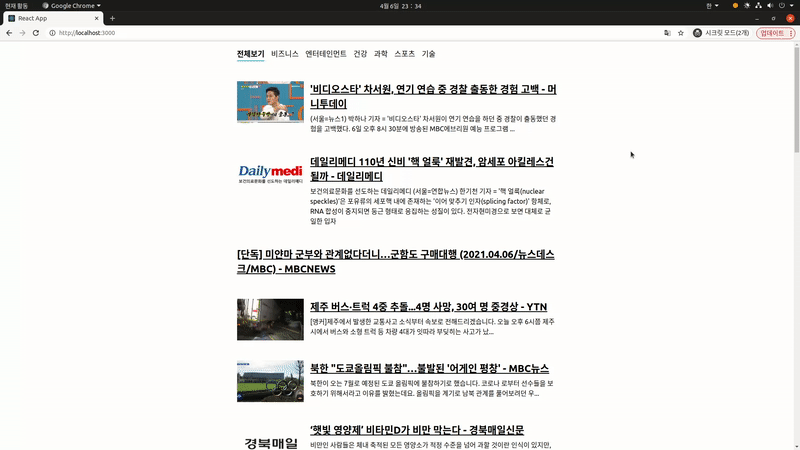 현재 활동
Google Chrome
4월 6일 23 : 34
한
React App
http://localhost:3000
시크릿 모드(2개)
업데이트
전체보기 비즈니스 엔터테인먼트 건강 과학 스포츠 기술
'비디오스타' 차서원, 연기 연습 중 경찰 출동한 경험 고백 - 머
니투데이
(서울=뉴스1) 박하나 기자 = '비디오스타' 차서원이 연기 연습을 하던 중 경찰이 출동했던 경
험을 고백했다. 6일 오후 8시 30분에 방송된 MBC에브리원 예능 프로그램 ...
Dailymedi
보건의료문화를 선도하는 데일리메디
데일리메디 110년 신비 '핵 얼룩' 재발견, 암세포 아킬레스건
될까 - 데일리메디
보건의료문화를 선도하는 데일리메디 (서울=연합뉴스) 한기천 기자 = '핵 얼룩(nuclear
speckles)'은 포유류의 세포핵 내에 존재하는 '이어 맞추기 인자(splicing factor)' 함체로,
RNA 합성이 중지되면 둥근 형태로 응집하는 성질이 있다. 전자현미경으로 보면 대체로 균
일한 입자
[단독] 미얀마 군부와 관계없다더니…군함도 구매대행 (2021.04.06/뉴스데스
크/MBC) - MBCNEWS
제주 버스·트럭 4중 추돌...4명 사망, 30여 명 중경상 - YTN
[앵커]제주에서 발생한 교통사고 소식부터 속보로 전해드리겠습니다. 오늘 오후 6시쯤 제주
시에서 버스와 소형 트럭 등 차량 4대가 잇따라 부딪히는 사고가 났...
북한 "도쿄올림픽 불참"…불발된 '어게인 평창' - MBC뉴스
북한이 오는 7월로 예정된 도쿄 올림픽에 불참하기로 했습니다. 코로나 로부터 선수들을 보
호하기 위해서라고 이유를 밝혔는데요. 올림픽을 계기로 남북 관계를 풀어보려던 우...
경북매일
'햇빛 영양제' 비타민D가 비만 막는다 - 경북매일신문
비만인 사람들은 체내 축적된 모든 영양소가 적정 수준을 넘어 과할 것이란 인식이 있지만,